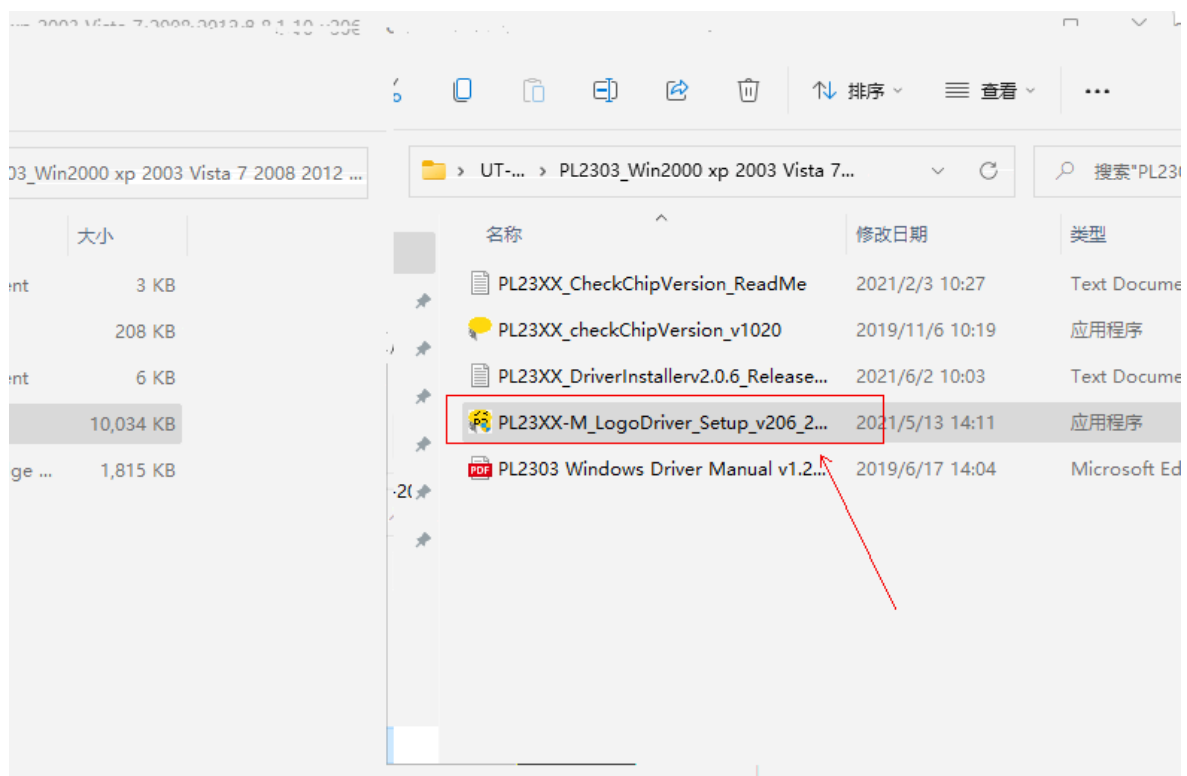 排序
查看
03_Win2000 xp 2003 Vista 7 2008 2012 ...
UT-... > PL2303_Win2000 xp 2003 Vista 7...
搜索"PL230
大小
名称
修改日期
类型
ent
3 KB
PL23XX_CheckChipVersion_ReadMe
2021/2/3 10:27
Text Docume
208 KB
PL23XX_checkChipVersion_v1020
2019/11/6 10:19
应用程序
ent
6 KB
PL23XX_DriverInstallerv2.0.6_Release...
2021/6/2 10:03
Text Docume
10,034 KB
PL23XX-M_LogoDriver_Setup_v206_2...
2021/5/13 14:11
应用程序
ge ...
1,815 KB
PDF
PL2303 Windows Driver Manual v1.2...
2019/6/17 14:04
Microsoft Ed